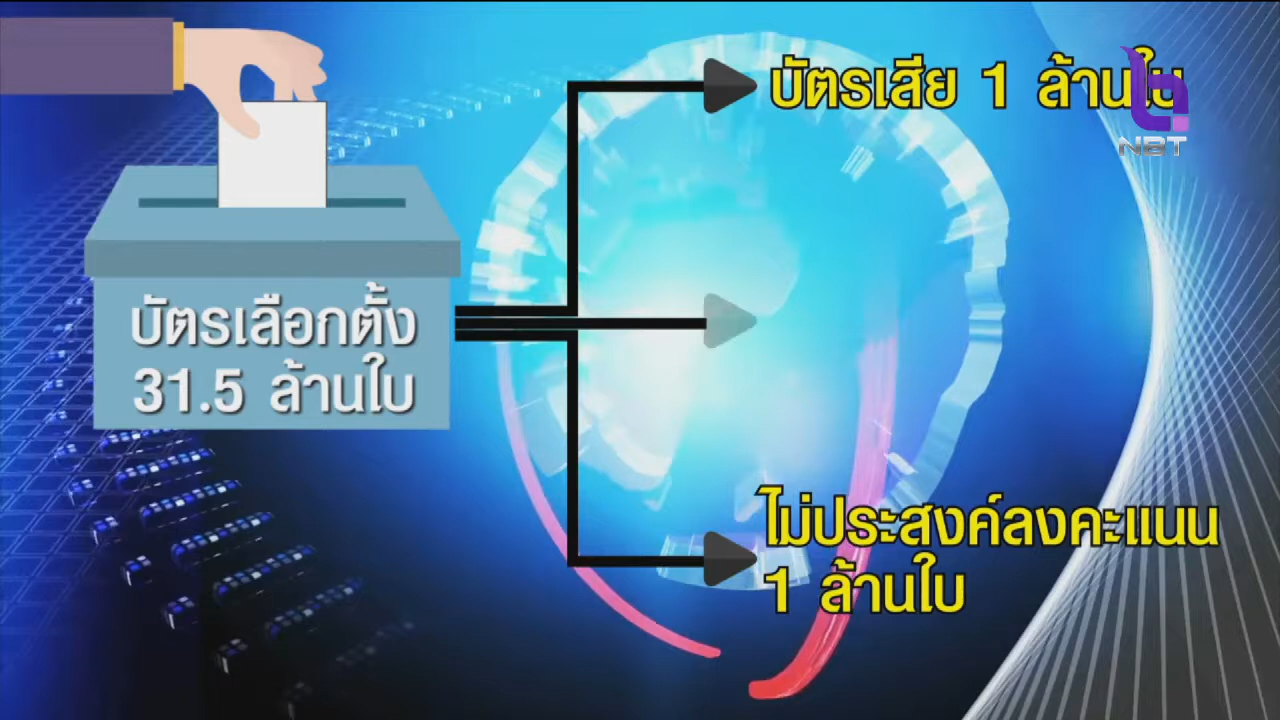 บัตรเสีย 1 ล้านใบ
NBT
บัตรเลือกตั้ง
31.5 ล้านใบ
ไม่ประสงค์ลงคะแนน
1 ล้านใบ